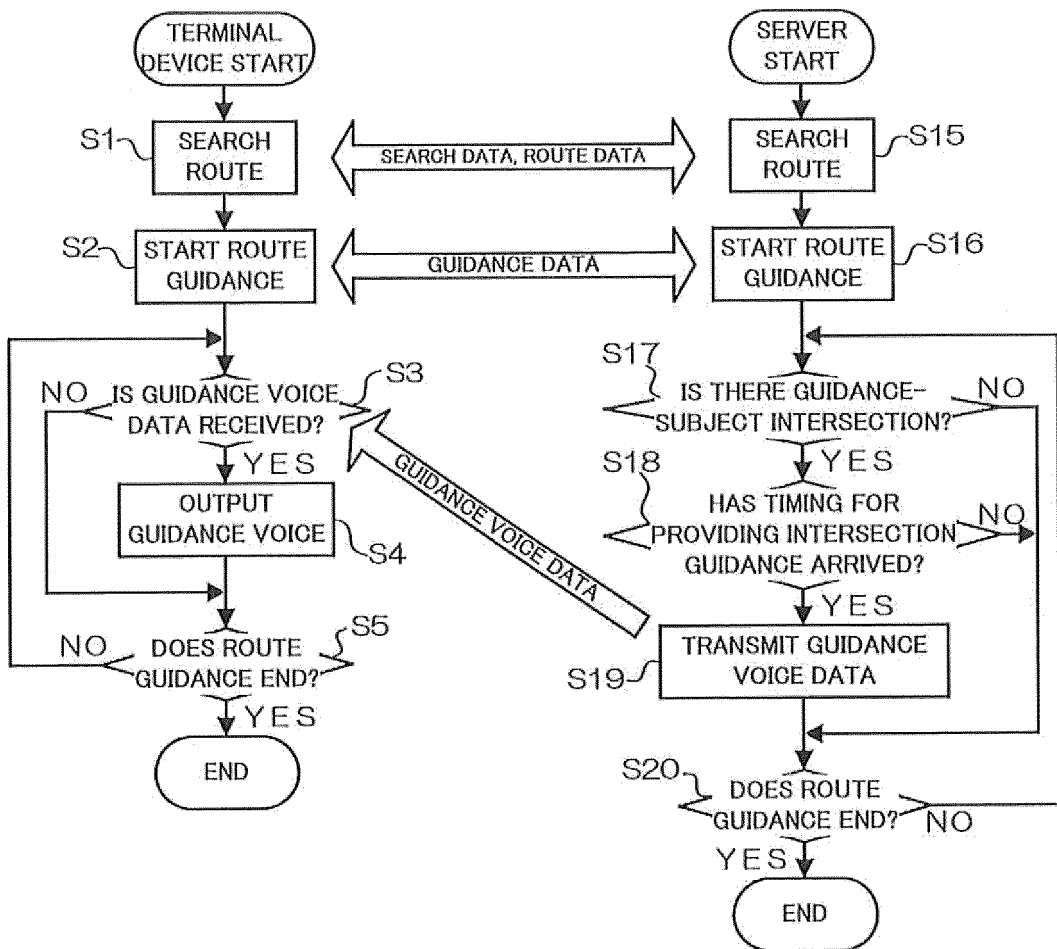 TERMINAL
DEVICE START
S1
SEARCH
ROUTE
S2
START ROUTE
GUIDANCE
NO
IS GUIDANCE VOICE
DATA RECEIVED?
S3
YES
OUTPUT
GUIDANCE VOICE
S4
NO
DOES ROUTE
GUIDANCE END?
S5
YES
END
SEARCH DATA, ROUTE DATA
GUIDANCE DATA
GUIDANCE VOICE DATA
SERVER
START
SEARCH
ROUTE
S15
START ROUTE
GUIDANCE
S16
S17
IS THERE GUIDANCE-
SUBJECT INTERSECTION?
NO
YES
S18
HAS TIMING FOR
PROVIDING INTERSECTION
GUIDANCE ARRIVED?
NO
YES
TRANSMIT GUIDANCE
VOICE DATA
S19
S20
DOES ROUTE
GUIDANCE END?
NO
YES
END